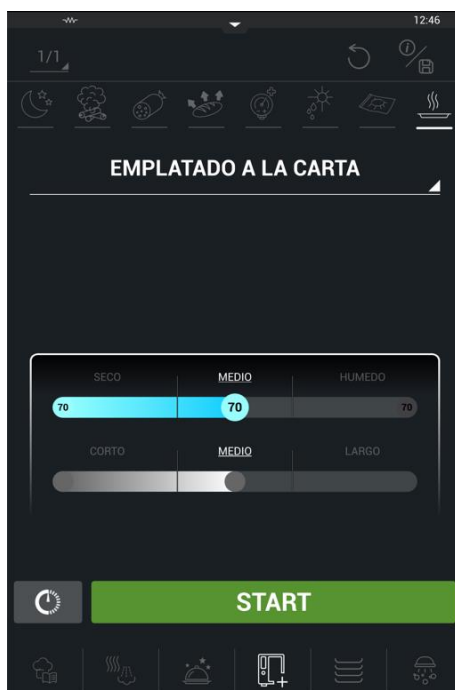 12:46
1/1
EMPLATADO A LA CARTA
SECO MEDIO HUMEDO
70 70 70
CORTO MEDIO LARGO
START